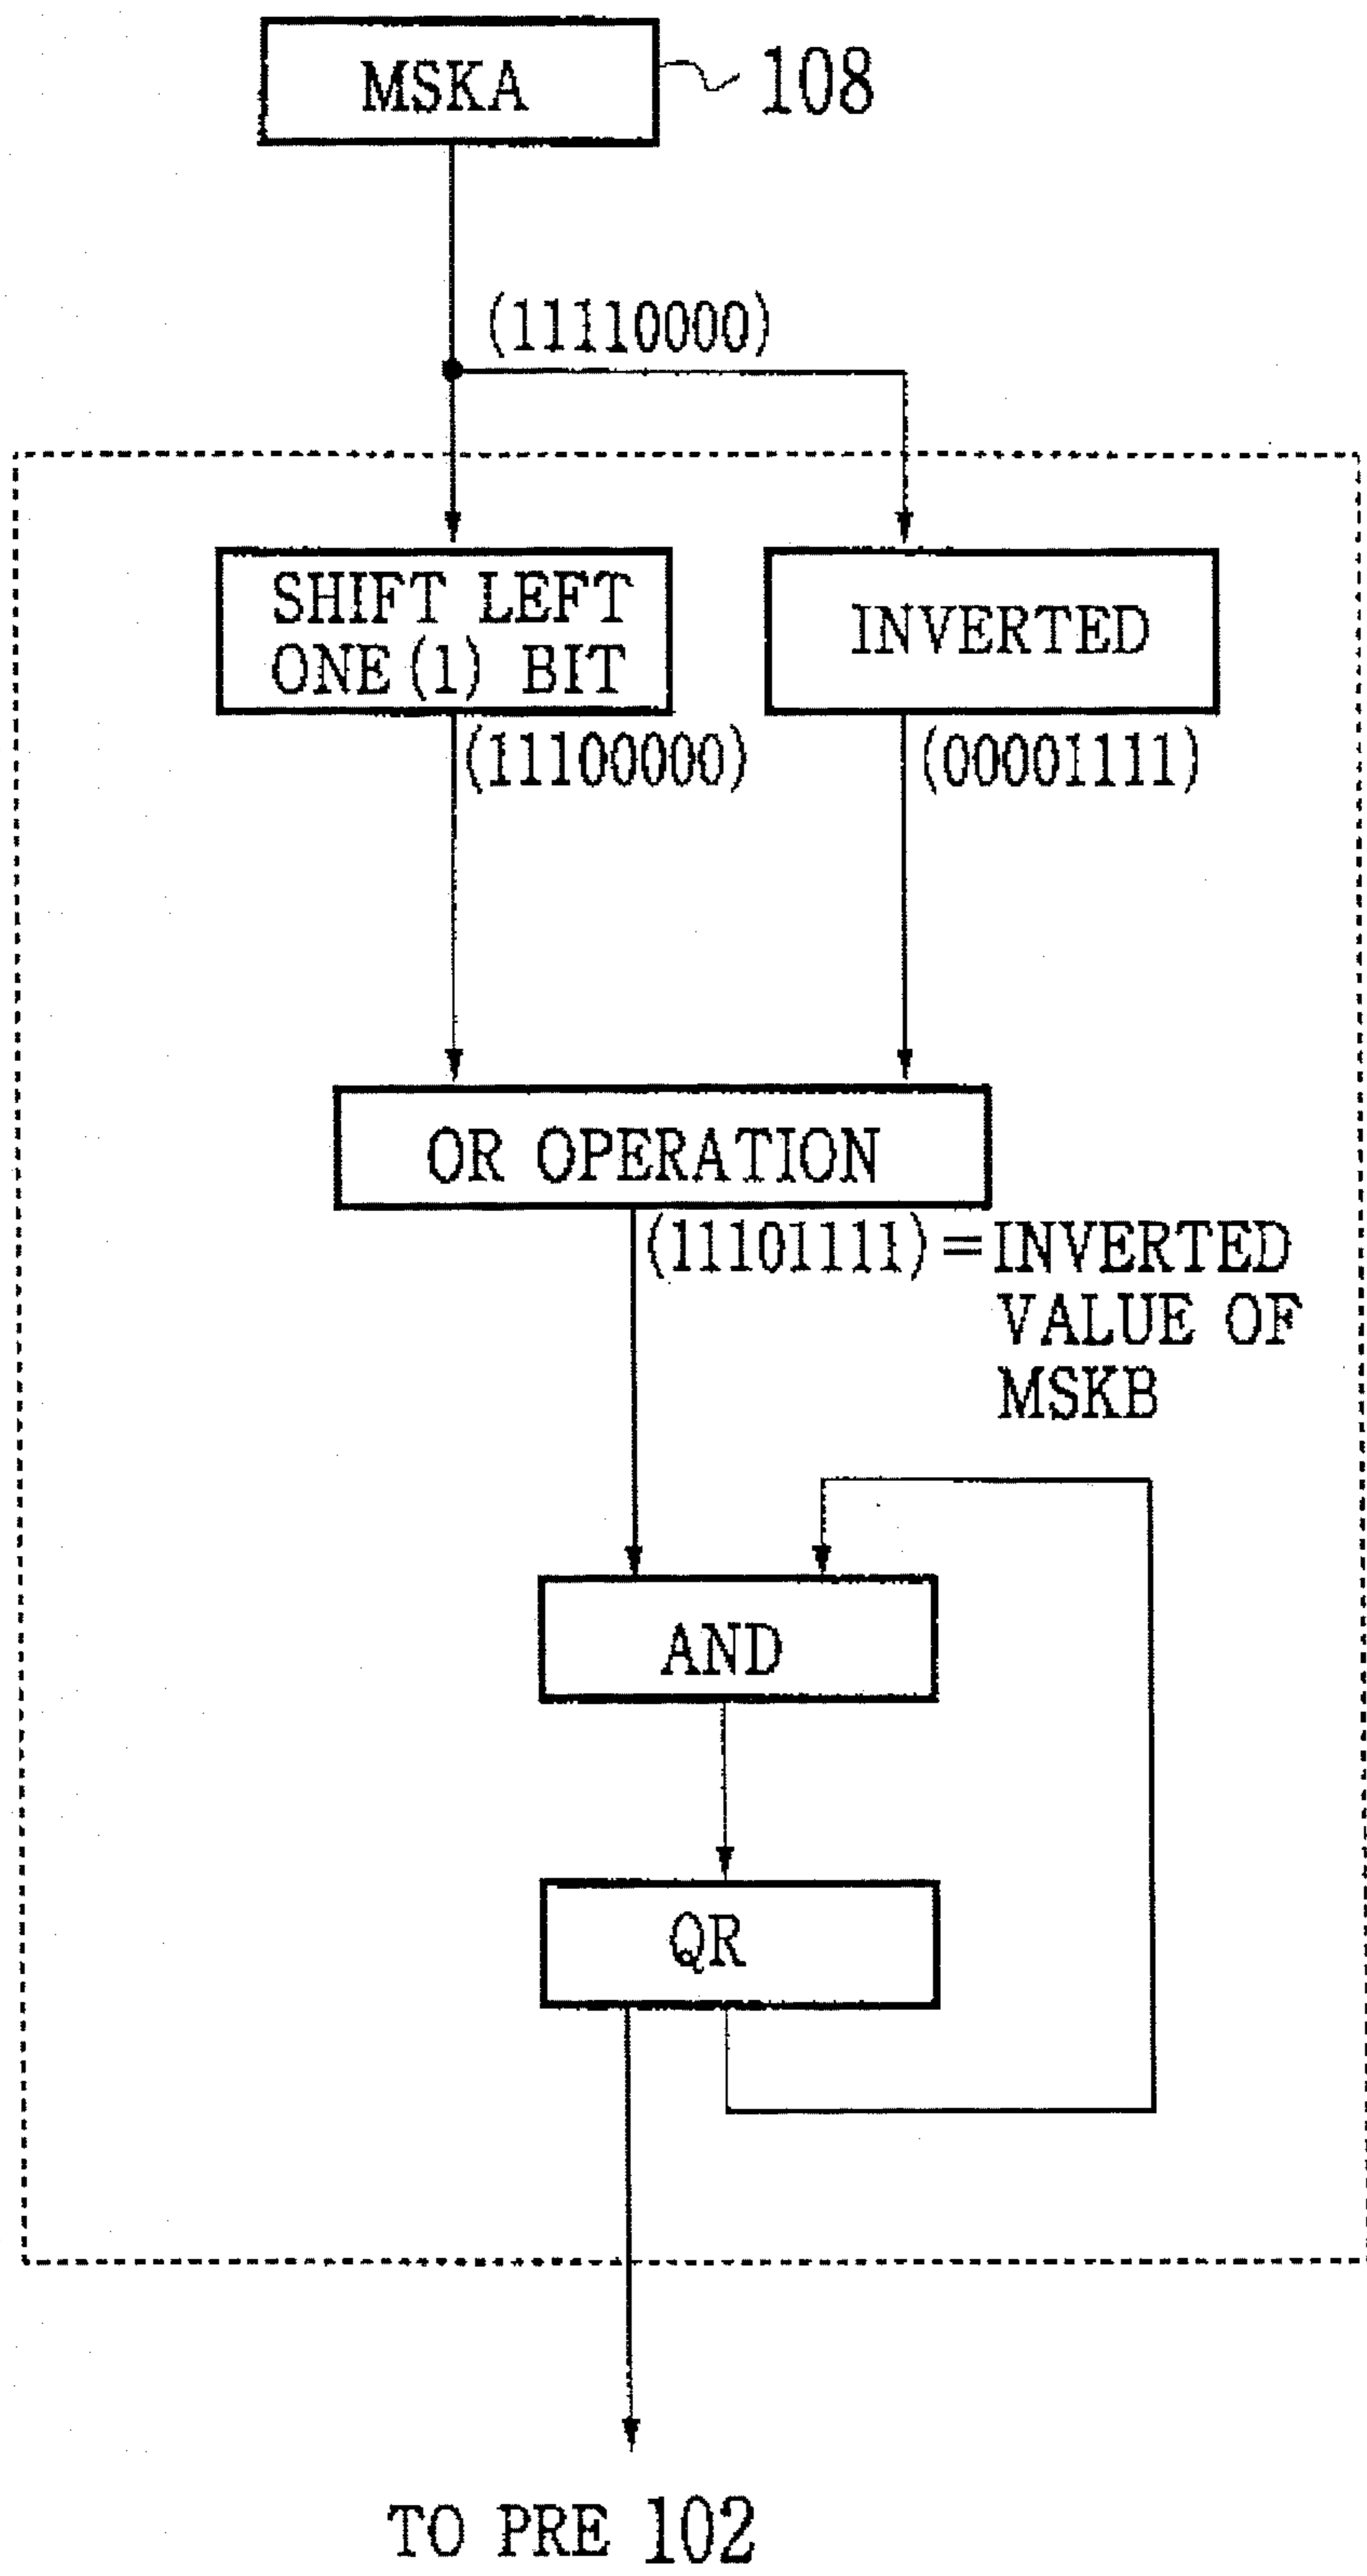 MSKA
108
(11110000)
SHIFT LEFT
ONE(1) BIT
INVERTED
(11100000)
(00001111)
OR OPERATION
(11101111)=INVERTED
VALUE OF
MSKB
AND
QR
TO PRE 102